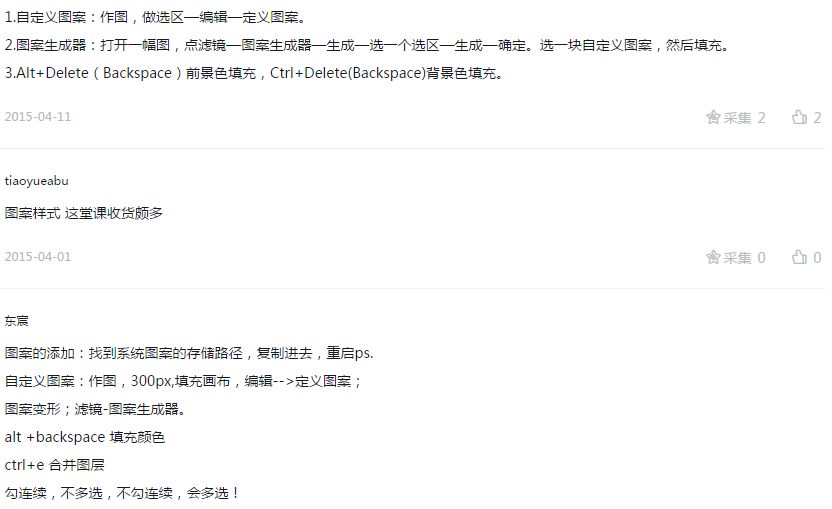 1.自定义图案：作图，做选区—编辑—定义图案。
2.图案生成器：打开一幅图，点滤镜—图案生成器—生成—选一个选区—生成—确定。选一块自定义图案，然后填充。
3.Alt+Delete（Backspace）前景色填充，Ctrl+Delete(Backspace)背景色填充。
2015-04-11 采集 2 2
tiaoyueabu
图案样式 这堂课收货颇多
2015-04-01 采集 0 0
东宸
图案的添加：找到系统图案的存储路径，复制进去，重启ps.
自定义图案：作图，300px,填充画布，编辑-->定义图案；
图案变形；滤镜-图案生成器。
alt +backspace 填充颜色
ctrl+e 合并图层
勾连续，不多选，不勾连续，会多选！